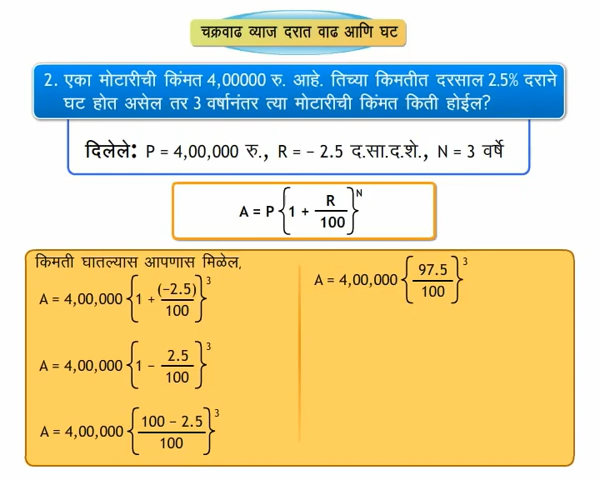 चक्रवाढ व्याज दरात वाढ आणि घट
2. एका मोटारीची किंमत 4,00000 रु. आहे. तिच्या किमतीत दरसाल 2.5% दराने
घट होत असेल तर 3 वर्षानंतर त्या मोटारीची किंमत किती होईल?
दिलेले: P = 4,00,000 रु., R = – 2.5 द.सा.द.शे., N = 3 वर्षे
A = P {1 + R/100}^N
किमती घातल्यास आपणास मिळेल,
A = 4,00,000 {1 + (–2.5)/100}^3
A = 4,00,000 {1 – 2.5/100}^3
A = 4,00,000 {100 – 2.5/100}^3
A = 4,00,000 {97.5/100}^3